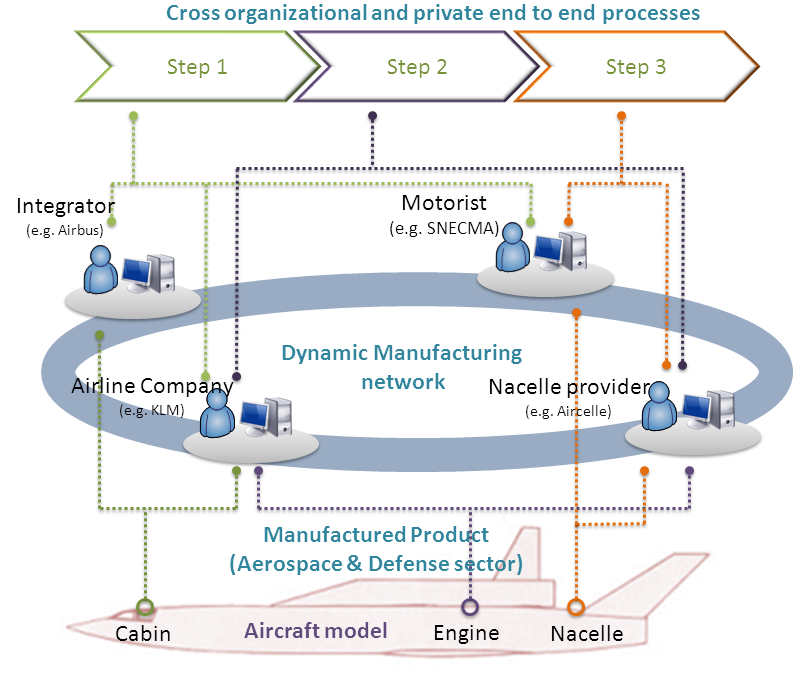 Cross organizational and private end to end processes
Step 1
Step 2
Step 3
Integrator
(e.g. Airbus)
Motorist
(e.g. SNECMA)
Dynamic Manufacturing
network
Airline Company
(e.g. KLM)
Nacelle provider
(e.g. Aircelle)
Manufactured Product
(Aerospace & Defense sector)
Cabin
Aircraft model
Engine
Nacelle